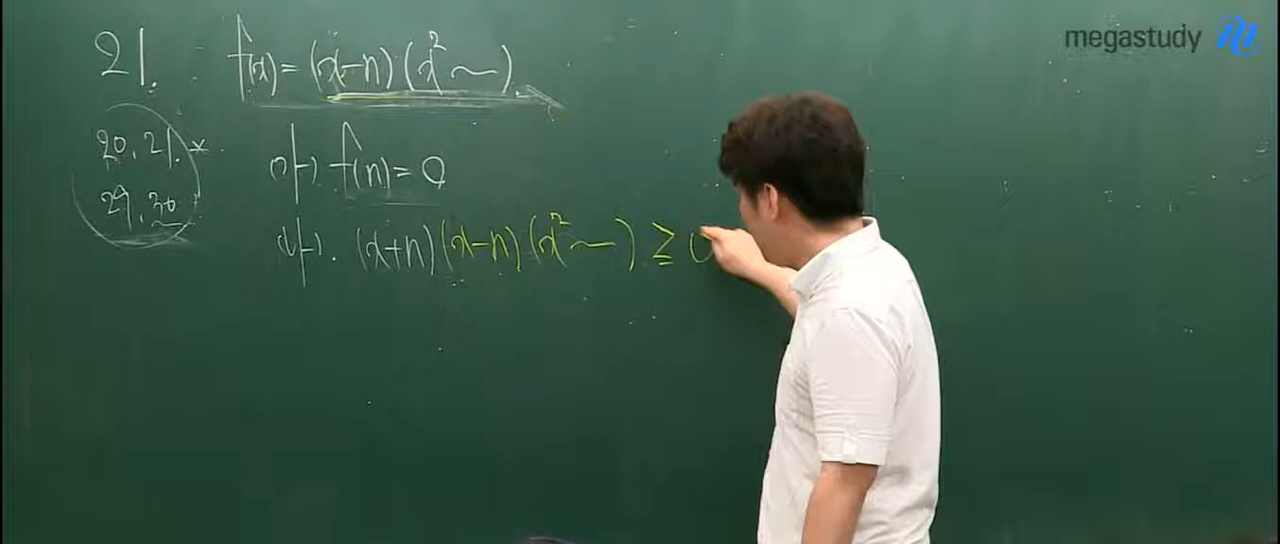 megastudy
21. f(x)=(x-n)(x²~)
20, 21. *
29, 30
가) f(n)=0
나). (x+n)(x-n)(x²~) ≥ 0